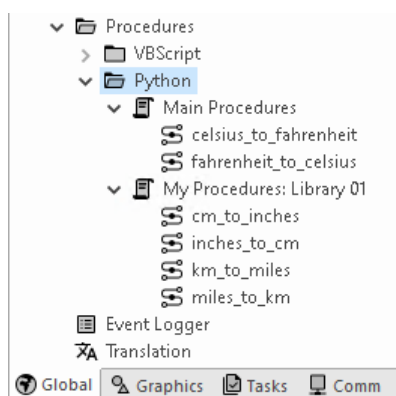 Procedures
VBScript
Python
Main Procedures
celsius_to_fahrenheit
fahrenheit_to_celsius
My Procedures: Library 01
cm_to_inches
inches_to_cm
km_to_miles
miles_to_km
Event Logger
Translation
Global Graphics Tasks Comm